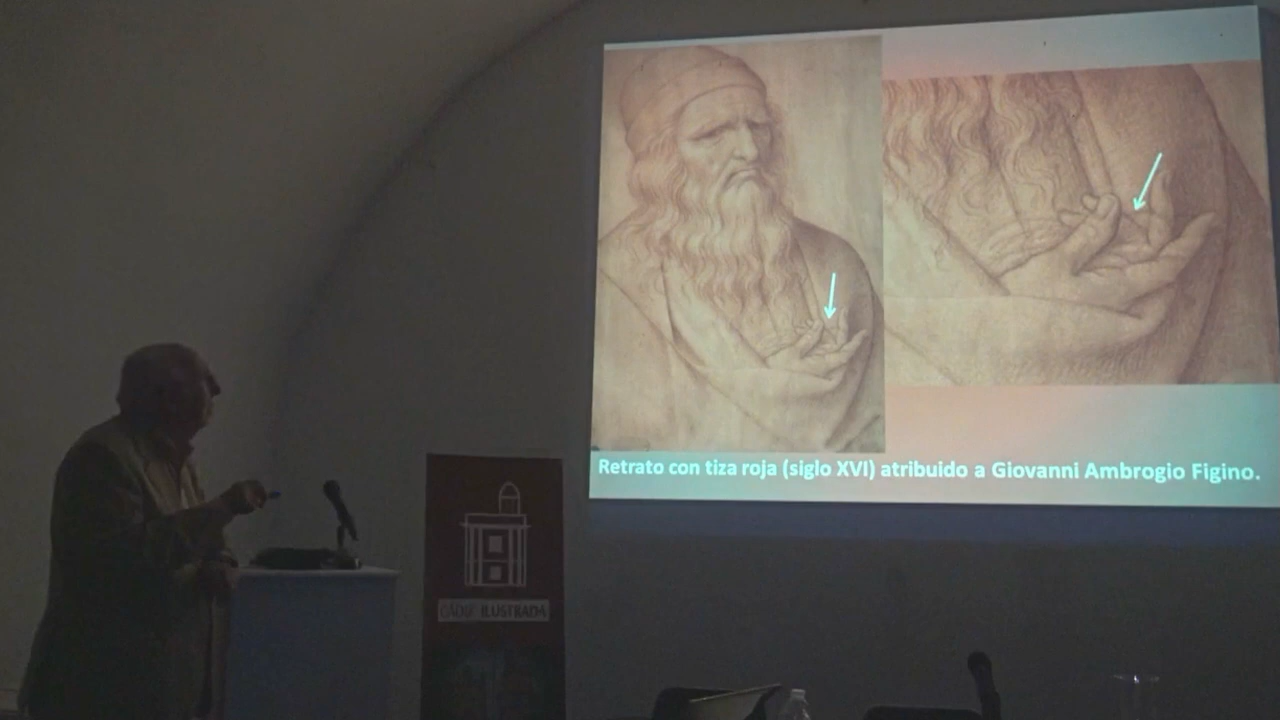 Retrato con tiza roja (siglo XVI) atribuido a Giovanni Ambrogio Figino.
CÁDIZ ILUSTRADA